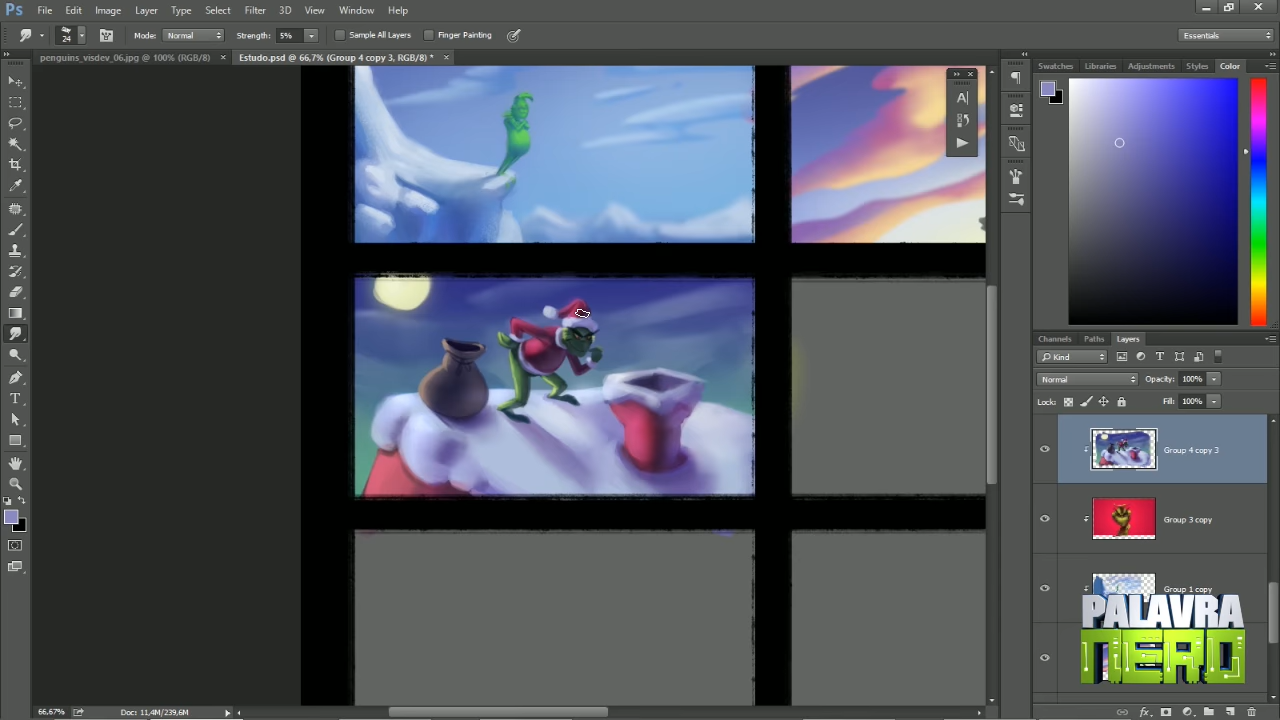 Ps File Edit Image Layer Type Select Filter 3D View Window Help
24 Mode: Normal Strength: 5% Sample All Layers Finger Painting Essentials
penguins_visdev_06.jpg @ 100% (RGB/8) × Estudo.psd @ 66,7% (Group 4 copy 3, RGB/8) * ×
Swatches Libraries Adjustments Styles Color
Channels Paths Layers
Kind
Normal Opacity: 100%
Lock: Fill: 100%
Group 4 copy 3
Group 3 copy
Group 1 copy
PALAVRA
NERD
66,67% Doc: 11,4M/239,6M